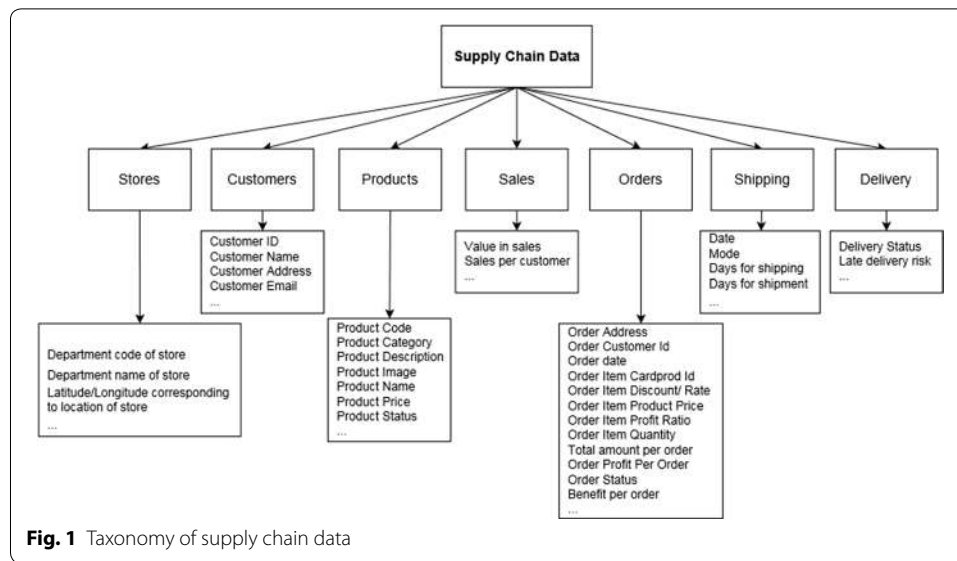 Supply Chain Data
Stores
Customers
Products
Sales
Orders
Shipping
Delivery
Department code of store
Department name of store
Latitude/Longitude corresponding
to location of store
...
Customer ID
Customer Name
Customer Address
Customer Email
...
Product Code
Product Category
Product Description
Product Image
Product Name
Product Price
Product Status
...
Value in sales
Sales per customer
...
Order Address
Order Customer Id
Order date
Order Item Cardprod Id
Order Item Discount/ Rate
Order Item Product Price
Order Item Profit Ratio
Order Item Quantity
Total amount per order
Order Profit Per Order
Order Status
Benefit per order
...
Date
Mode
Days for shipping
Days for shipment
...
Delivery Status
Late delivery risk
...
Fig. 1 Taxonomy of supply chain data